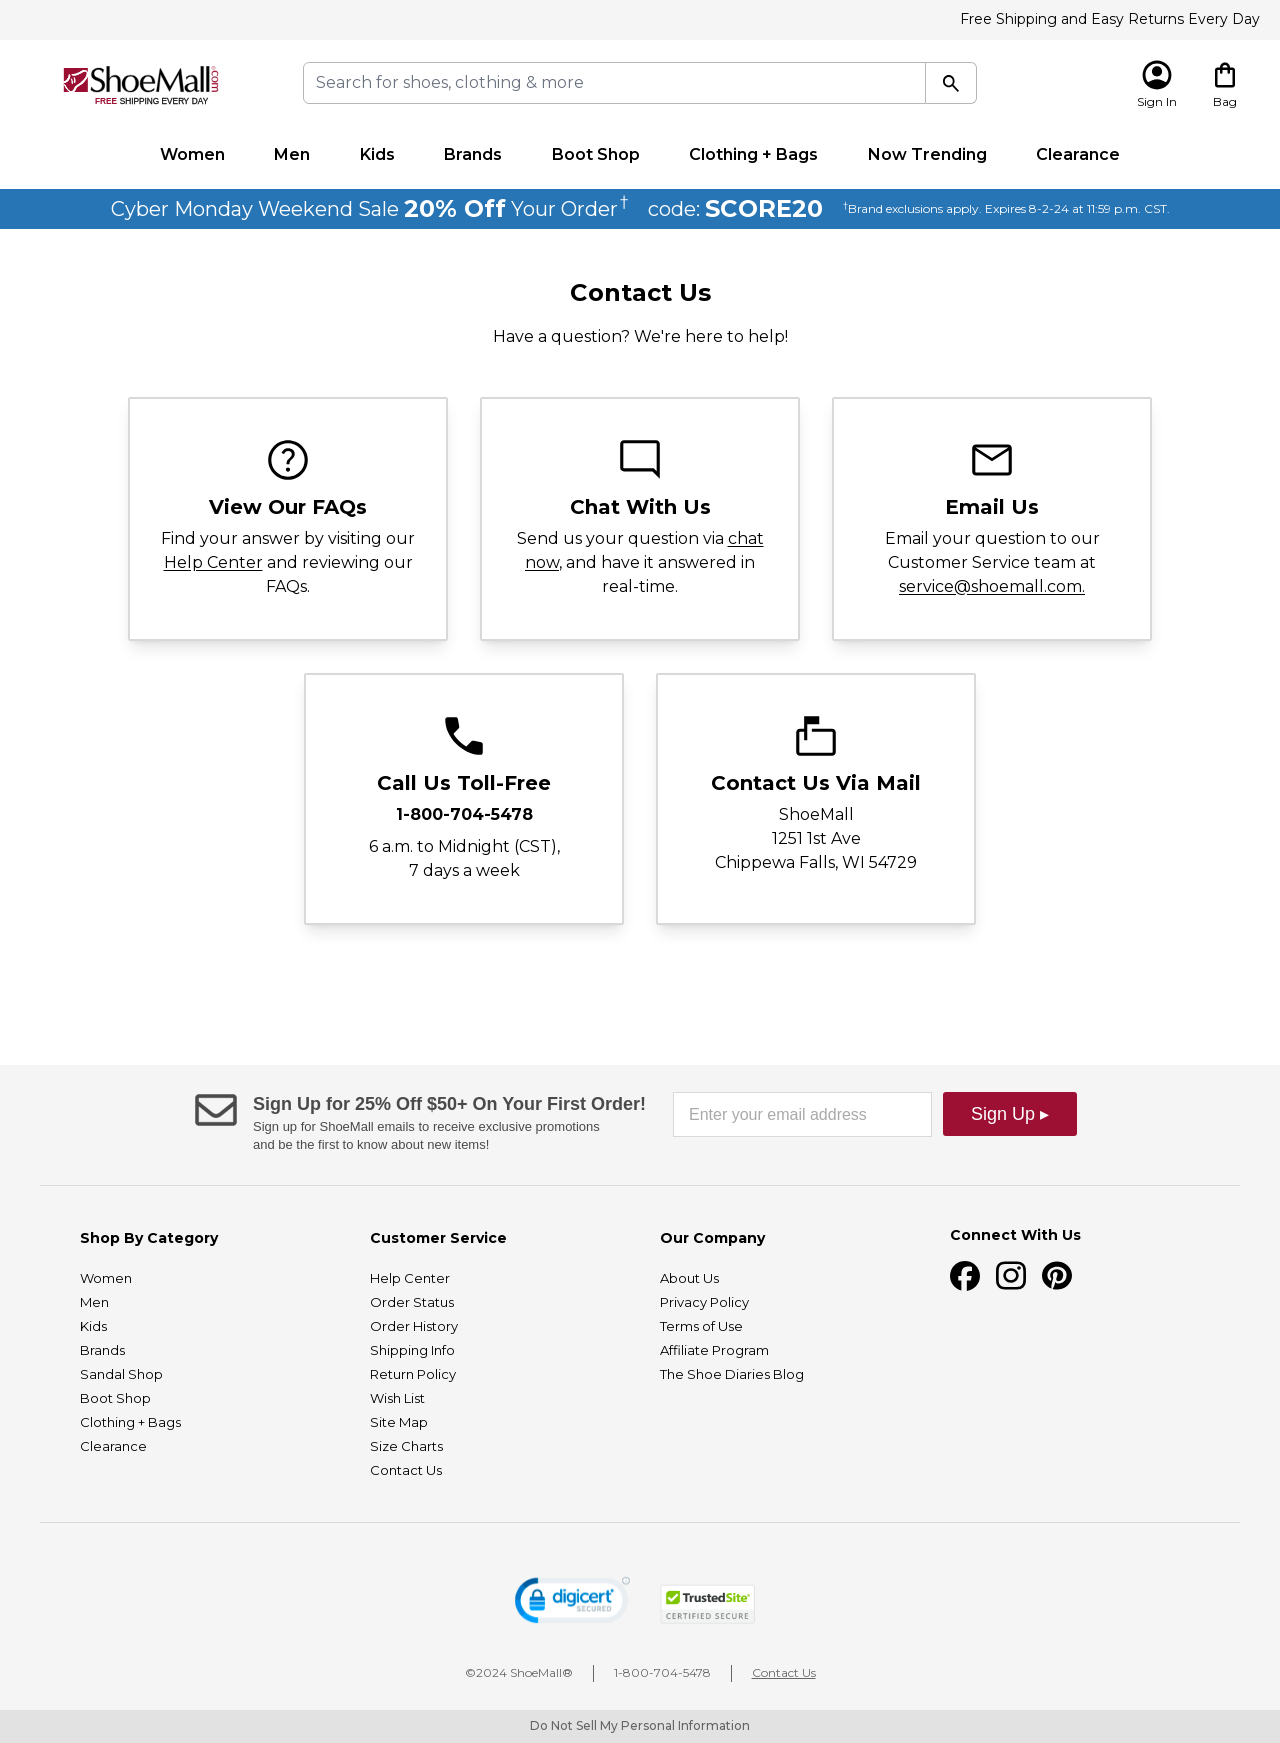 Free Shipping and Easy Returns Every Day
ShoeMall.com
FREE SHIPPING EVERY DAY
Search for shoes, clothing & more
Sign In
Bag
Women Men Kids Brands Boot Shop Clothing + Bags Now Trending Clearance
Cyber Monday Weekend Sale 20% Off Your Order† code: SCORE20 †Brand exclusions apply. Expires 8-2-24 at 11:59 p.m. CST.
Contact Us
Have a question? We're here to help!
View Our FAQs
Find your answer by visiting our
Help Center and reviewing our
FAQs.
Chat With Us
Send us your question via chat
now, and have it answered in
real-time.
Email Us
Email your question to our
Customer Service team at
service@shoemall.com.
Call Us Toll-Free
1-800-704-5478
6 a.m. to Midnight (CST),
7 days a week
Contact Us Via Mail
ShoeMall
1251 1st Ave
Chippewa Falls, WI 54729
Sign Up for 25% Off $50+ On Your First Order!
Sign up for ShoeMall emails to receive exclusive promotions
and be the first to know about new items!
Enter your email address
Sign Up ▸
Shop By Category
Women
Men
Kids
Brands
Sandal Shop
Boot Shop
Clothing + Bags
Clearance
Customer Service
Help Center
Order Status
Order History
Shipping Info
Return Policy
Wish List
Site Map
Size Charts
Contact Us
Our Company
About Us
Privacy Policy
Terms of Use
Affiliate Program
The Shoe Diaries Blog
Connect With Us
digicert
SECURED
TrustedSite
CERTIFIED SECURE
©2024 ShoeMall® | 1-800-704-5478 | Contact Us
Do Not Sell My Personal Information